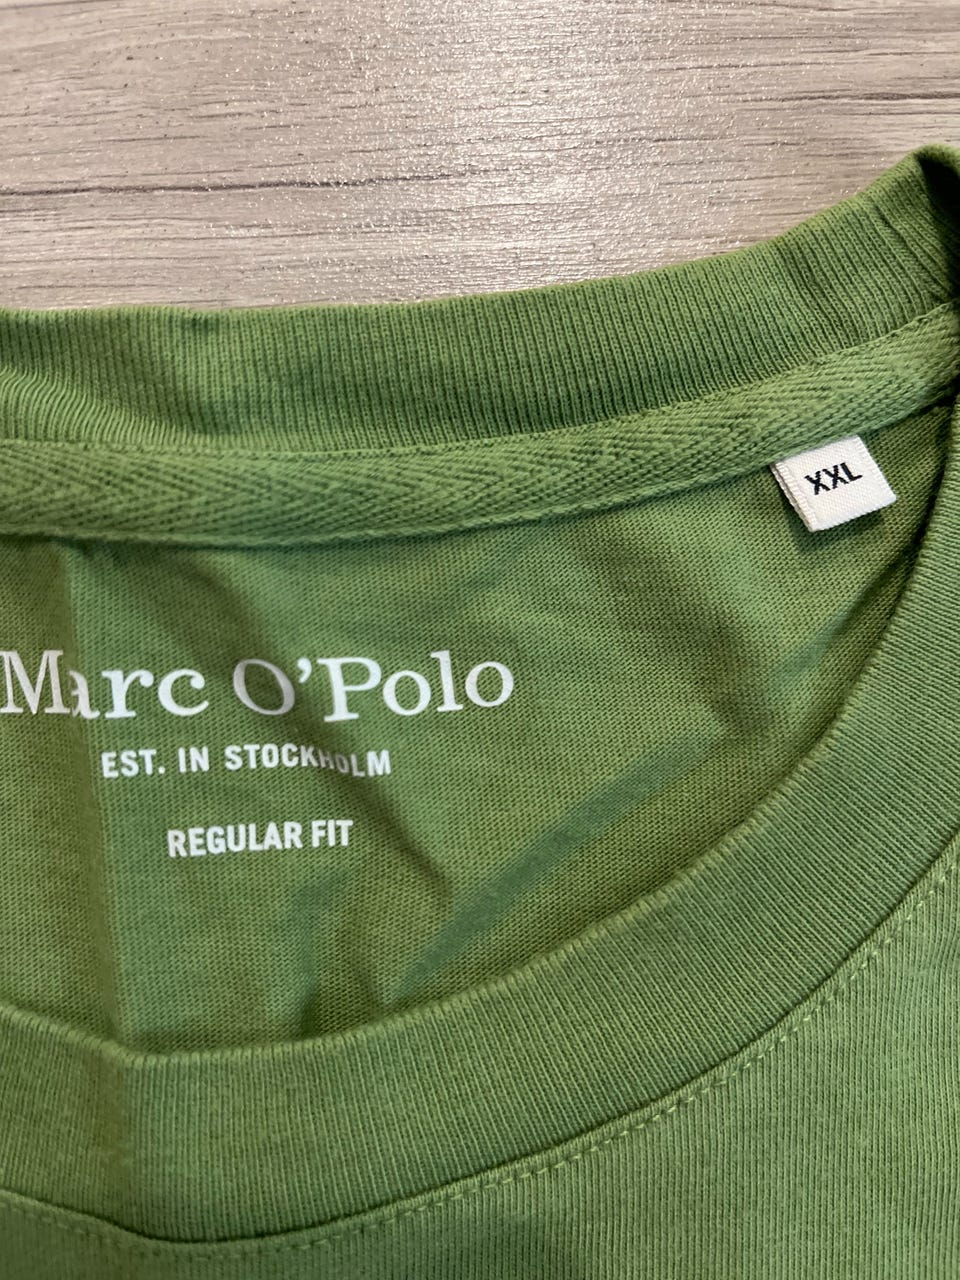 XXL
Marc O'Polo
EST. IN STOCKHOLM
REGULAR FIT